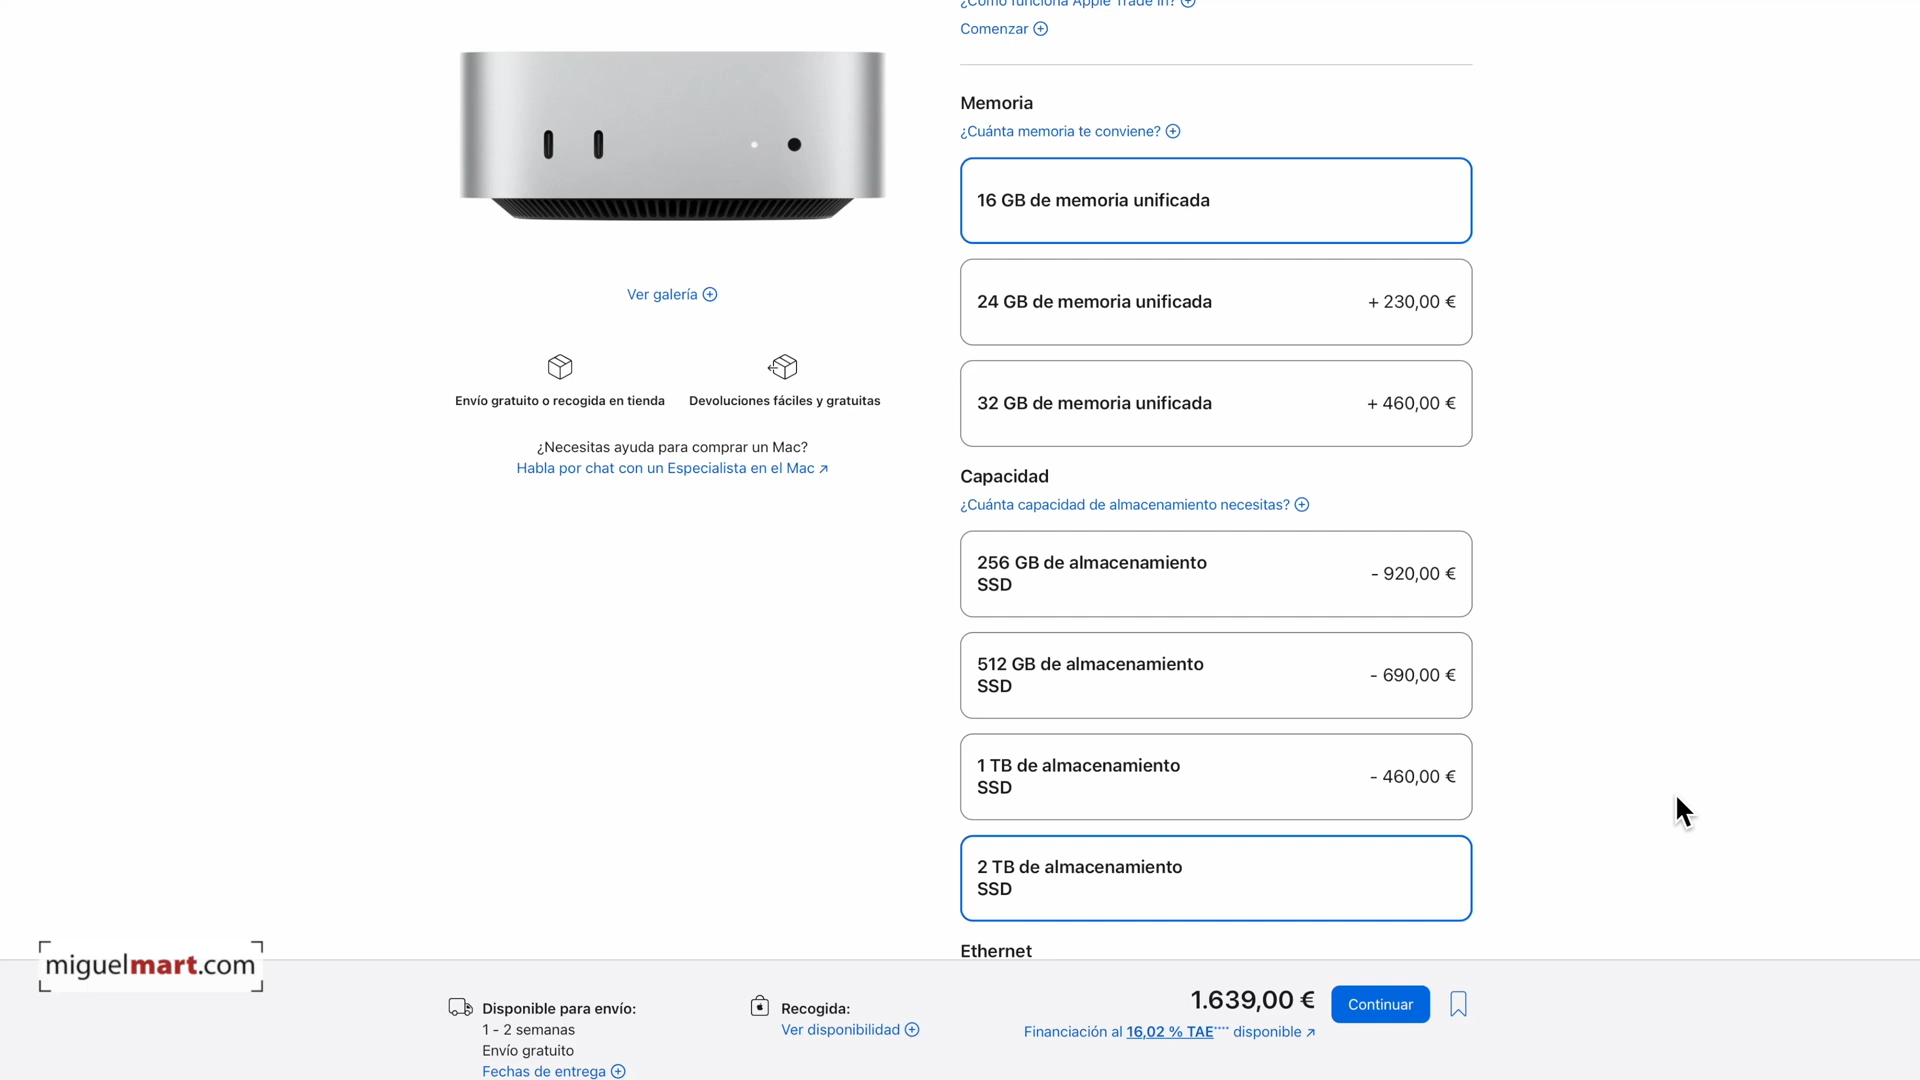 ¿Cómo funciona Apple Trade In?
Comenzar
Memoria
¿Cuánta memoria te conviene?
16 GB de memoria unificada
24 GB de memoria unificada + 230,00 €
32 GB de memoria unificada + 460,00 €
Ver galería
Envío gratuito o recogida en tienda
Devoluciones fáciles y gratuitas
¿Necesitas ayuda para comprar un Mac?
Habla por chat con un Especialista en el Mac
Capacidad
¿Cuánta capacidad de almacenamiento necesitas?
256 GB de almacenamiento
SSD
- 920,00 €
512 GB de almacenamiento
SSD
- 690,00 €
1 TB de almacenamiento
SSD
- 460,00 €
2 TB de almacenamiento
SSD
Ethernet
miguelmart.com
Disponible para envío:
1 - 2 semanas
Envío gratuito
Fechas de entrega
Recogida:
Ver disponibilidad
1.639,00 €
Financiación al 16,02 % TAE**** disponible
Continuar